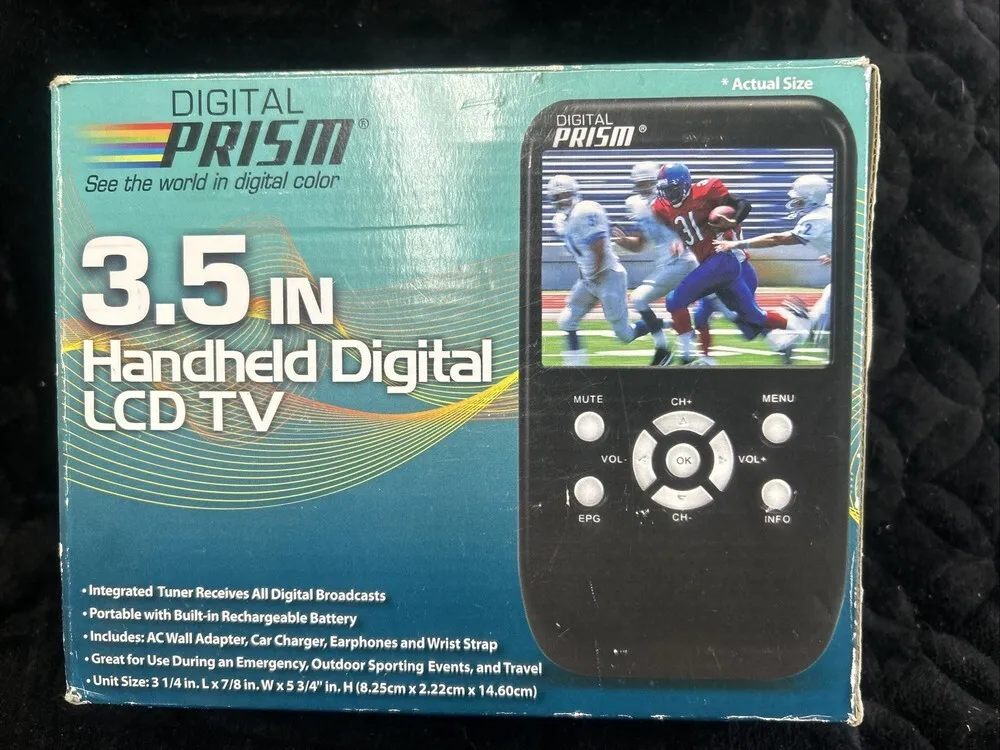 DIGITAL
PRISM®
See the world in digital color
3.5 IN
Handheld Digital
LCD TV
• Integrated Tuner Receives All Digital Broadcasts
• Portable with Built-in Rechargeable Battery
• Includes: AC Wall Adapter, Car Charger, Earphones and Wrist Strap
• Great for Use During an Emergency, Outdoor Sporting Events, and Travel
• Unit Size: 3 1/4 in. L x 7/8 in. W x 5 3/4" in. H (8.25cm x 2.22cm x 14.60cm)
* Actual Size
DIGITAL
PRISM®
31
2
MUTE
CH+
MENU
VOL-
OK
VOL+
EPG
CH-
INFO